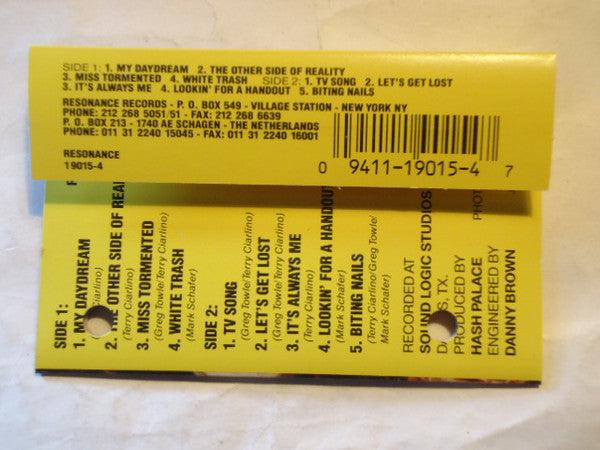 SIDE 1: 1. MY DAYDREAM 2. THE OTHER SIDE OF REALITY
3. MISS TORMENTED 4. WHITE TRASH SIDE 2: 1. TV SONG 2. LET'S GET LOST
3. IT'S ALWAYS ME 4. LOOKIN' FOR A HANDOUT 5. BITING NAILS
RESONANCE RECORDS - P. O. BOX 549 - VILLAGE STATION - NEW YORK NY
PHONE: 212 268 5051/51 - FAX: 212 268 6639
P. O. BOX 213 - 1740 AE SCHAGEN - THE NETHERLANDS
PHONE: 011 31 2240 15045 - FAX: 011 31 2240 16001
RESONANCE
19015-4
0 9411-19015-4 7
SIDE 1:
1. MY DAYDREAM
Ciarlino)
2. THE OTHER SIDE OF REAL
(Terry Ciarlino)
3. MISS TORMENTED
(Greg Towle/Terry Ciarlino)
4. WHITE TRASH
(Mark Schafer)
SIDE 2:
1. TV SONG
(Greg Towle/Terry Ciarlino)
2. LET'S GET LOST
(Greg Towle/Terry Ciarlino)
3. IT'S ALWAYS ME
(Terry Ciarlino)
4. LOOKIN' FOR A HANDOUT
(Mark Schafer)
5. BITING NAILS
(Terry Ciarlino/Greg Towle/
Mark Schafer)
RECORDED AT
SOUND LOGIC STUDIOS
TX.
PRODUCED BY
HASH PALACE
ENGINEERED BY
DANNY BROWN
PHOT